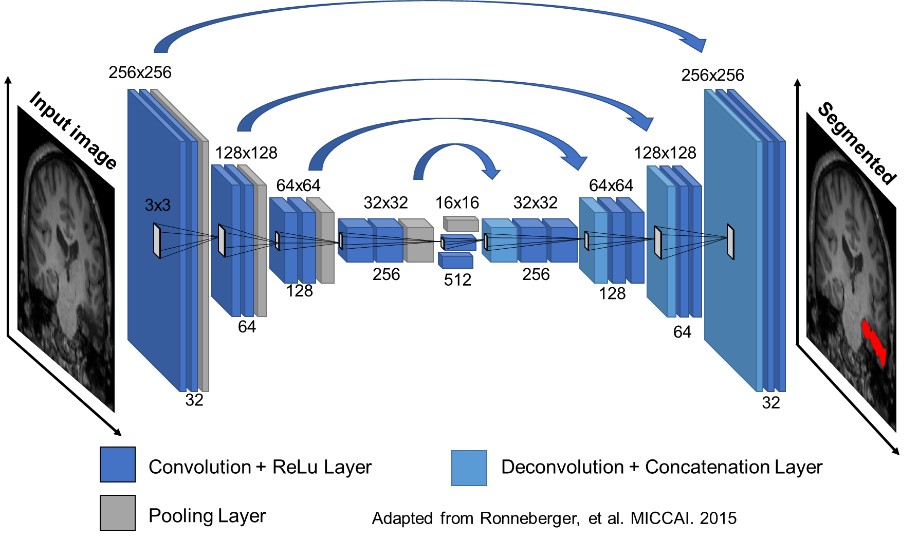 256x256
256x256
Input image
Segmented
128x128
128x128
64x64
64x64
3x3
32x32
16x16
32x32
256
512
256
128
128
64
64
32
32
Convolution + ReLu Layer
Deconvolution + Concatenation Layer
Pooling Layer
Adapted from Ronneberger, et al. MICCAI. 2015